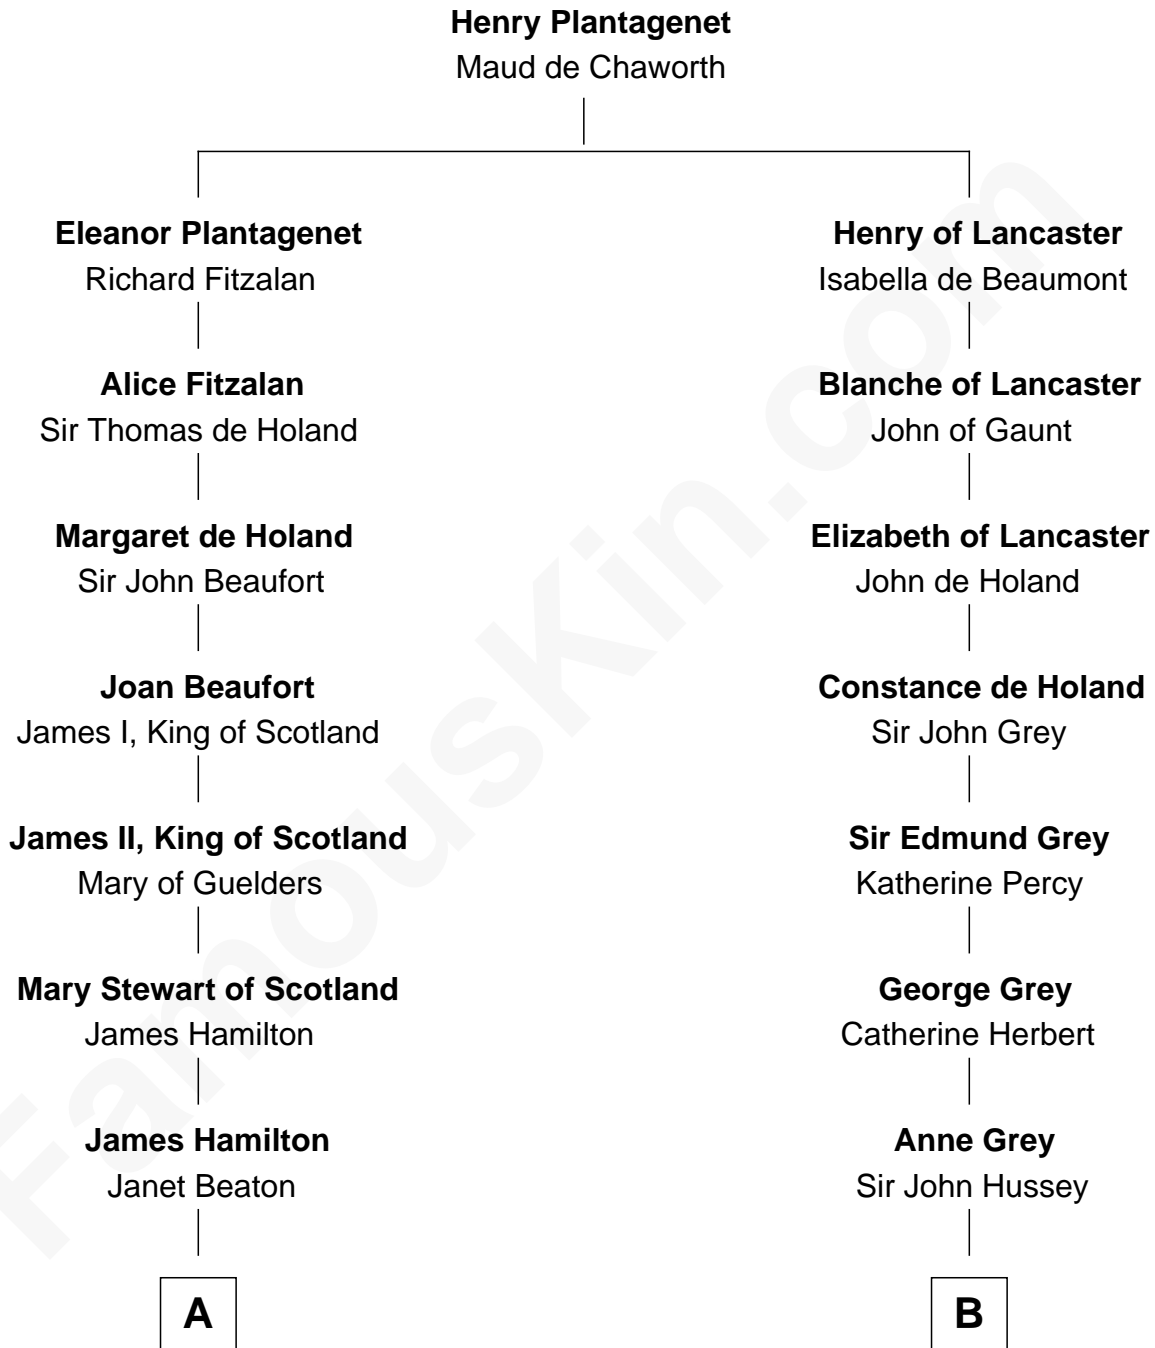 Henry Plantagenet
Maud de Chaworth
Eleanor Plantagenet
Richard Fitzalan
Henry of Lancaster
Isabella de Beaumont
Alice Fitzalan
Sir Thomas de Holand
Blanche of Lancaster
John of Gaunt
Margaret de Holand
Sir John Beaufort
Elizabeth of Lancaster
John de Holand
Joan Beaufort
James I, King of Scotland
Constance de Holand
Sir John Grey
James II, King of Scotland
Mary of Guelders
Sir Edmund Grey
Katherine Percy
Mary Stewart of Scotland
James Hamilton
George Grey
Catherine Herbert
James Hamilton
Janet Beaton
Anne Grey
Sir John Hussey
A
B
FamousKin.com